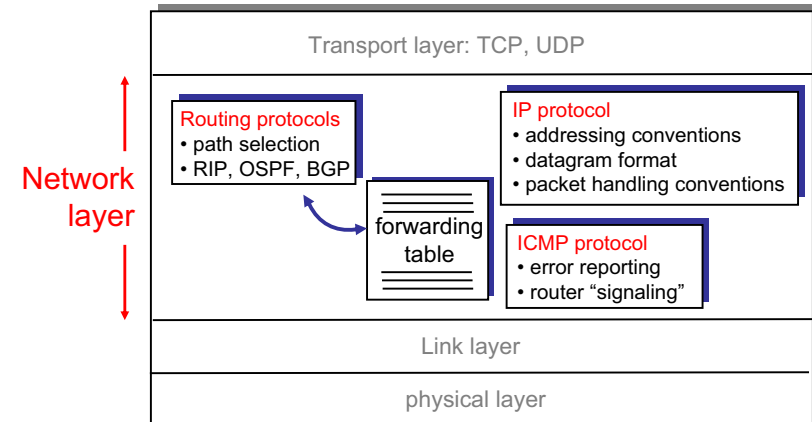 Transport layer: TCP, UDP
Network
layer
Routing protocols
• path selection
• RIP, OSPF, BGP
forwarding
table
IP protocol
• addressing conventions
• datagram format
• packet handling conventions
ICMP protocol
• error reporting
• router “signaling”
Link layer
physical layer